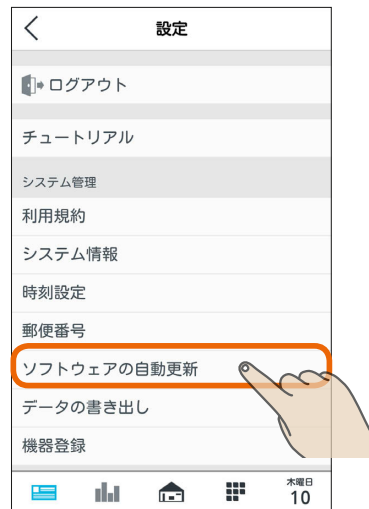 設定
ログアウト
チュートリアル
システム管理
利用規約
システム情報
時刻設定
郵便番号
ソフトウェアの自動更新
データの書き出し
機器登録
木曜日
10